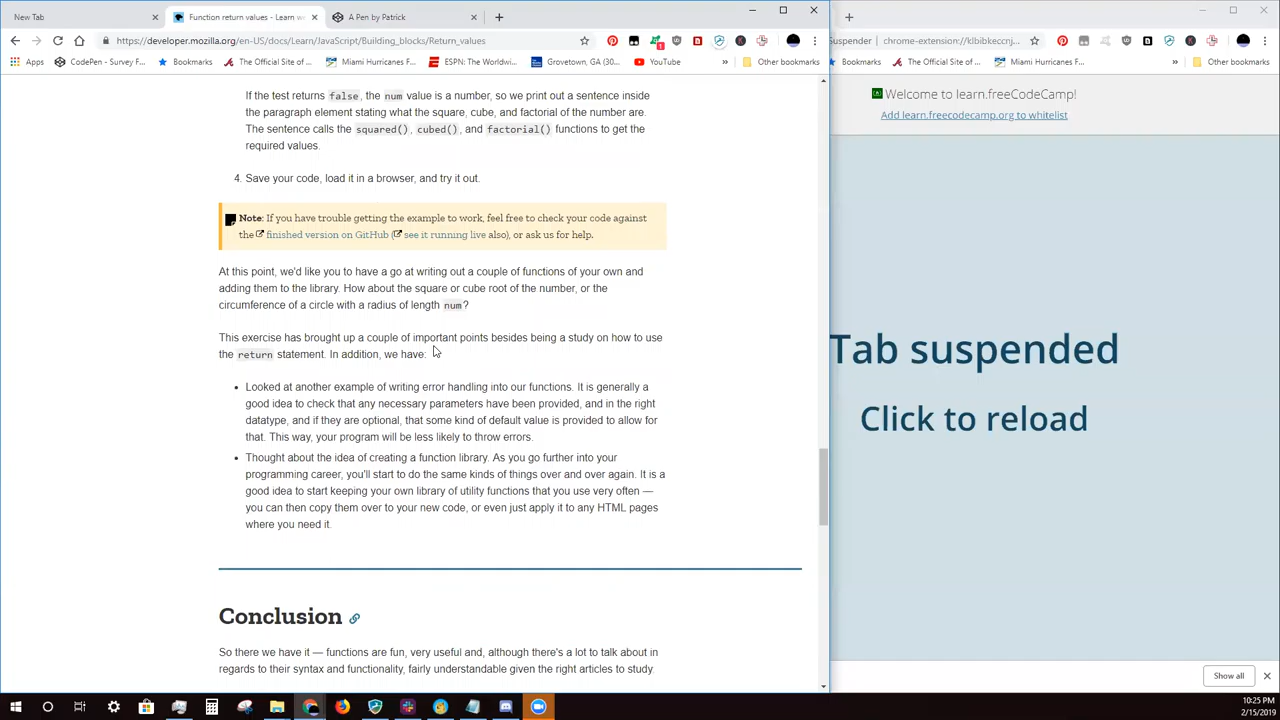 New Tab
Function return values - Learn w
A Pen by Patrick
https://developer.mozilla.org/en-US/docs/Learn/JavaScript/Building_blocks/Return_values
Suspender | chrome-extension://klbibkeccnj...
Apps
CodePen - Survey F...
Bookmarks
The Official Site of ...
Miami Hurricanes F...
ESPN: The Worldwi...
Grovetown, GA (30...
YouTube
Other bookmarks
Bookmarks
The Official Site of ...
Miami Hurricanes F...
Other bookmarks
If the test returns false, the num value is a number, so we print out a sentence inside
the paragraph element stating what the square, cube, and factorial of the number are.
The sentence calls the squared(), cubed(), and factorial() functions to get the
required values.
4. Save your code, load it in a browser, and try it out.
Note: If you have trouble getting the example to work, feel free to check your code against
the finished version on GitHub (see it running live also), or ask us for help.
At this point, we'd like you to have a go at writing out a couple of functions of your own and
adding them to the library. How about the square or cube root of the number, or the
circumference of a circle with a radius of length num?
This exercise has brought up a couple of important points besides being a study on how to use
the return statement. In addition, we have:
• Looked at another example of writing error handling into our functions. It is generally a
good idea to check that any necessary parameters have been provided, and in the right
datatype, and if they are optional, that some kind of default value is provided to allow for
that. This way, your program will be less likely to throw errors.
• Thought about the idea of creating a function library. As you go further into your
programming career, you'll start to do the same kinds of things over and over again. It is a
good idea to start keeping your own library of utility functions that you use very often —
you can then copy them over to your new code, or even just apply it to any HTML pages
where you need it.
Conclusion
So there we have it — functions are fun, very useful and, although there's a lot to talk about in
regards to their syntax and functionality, fairly understandable given the right articles to study.
Welcome to learn.freeCodeCamp!
Add learn.freecodecamp.org to whitelist
Tab suspended
Click to reload
Show all
10:25 PM
2/15/2019